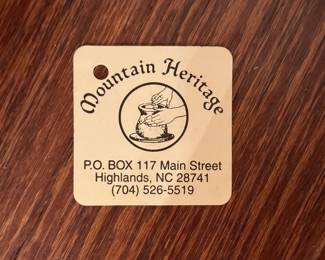 Mountain Heritage
P.O. BOX 117 Main Street
Highlands, NC 28741
(704) 526-5519